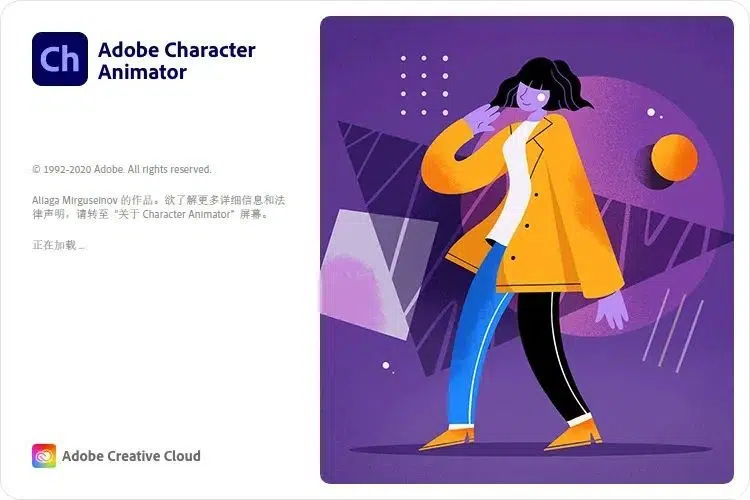 Ch
Adobe Character
Animator
© 1992-2020 Adobe. All rights reserved.
Aliaga Mirguseinov 的作品。欲了解更多详细信息和法
律声明，请转至“关于 Character Animator”屏幕。
正在加载 ...
Adobe Creative Cloud